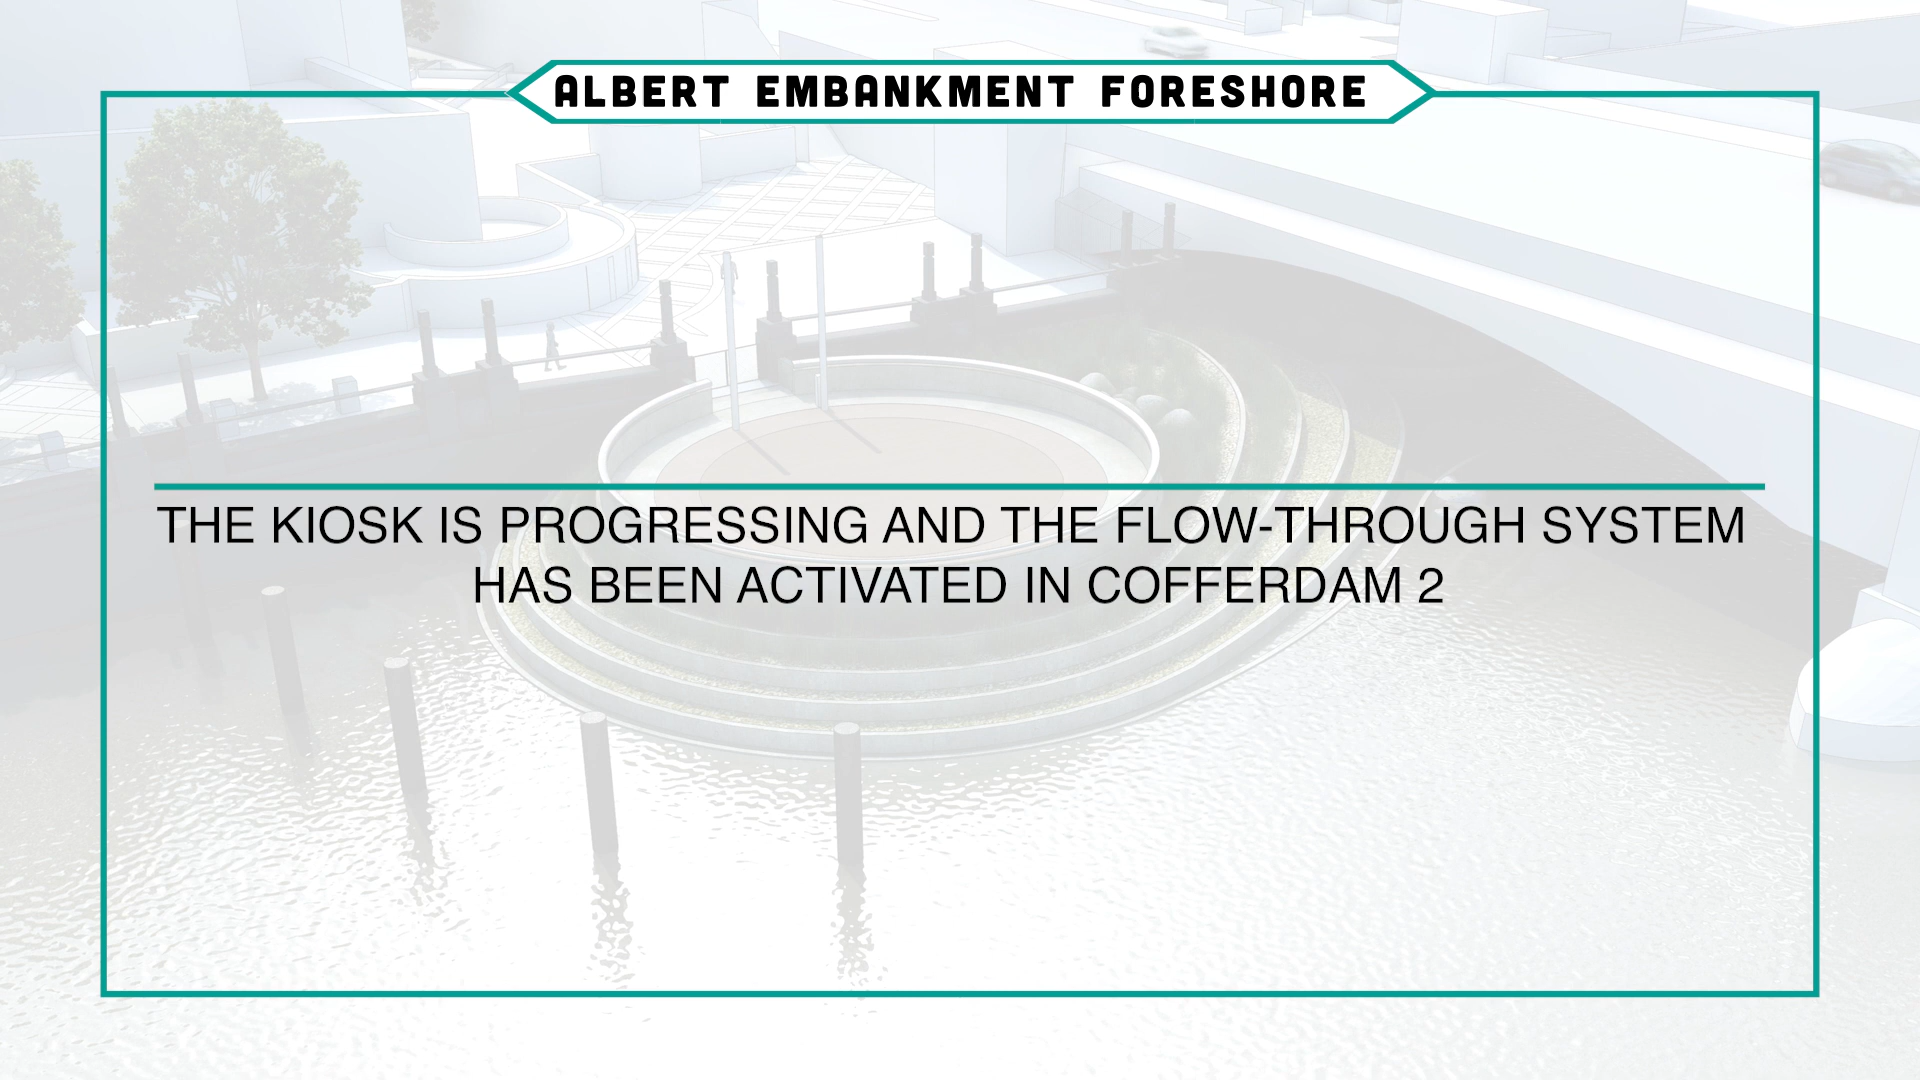 ALBERT EMBANKMENT FORESHORE
THE KIOSK IS PROGRESSING AND THE FLOW-THROUGH SYSTEM
HAS BEEN ACTIVATED IN COFFERDAM 2